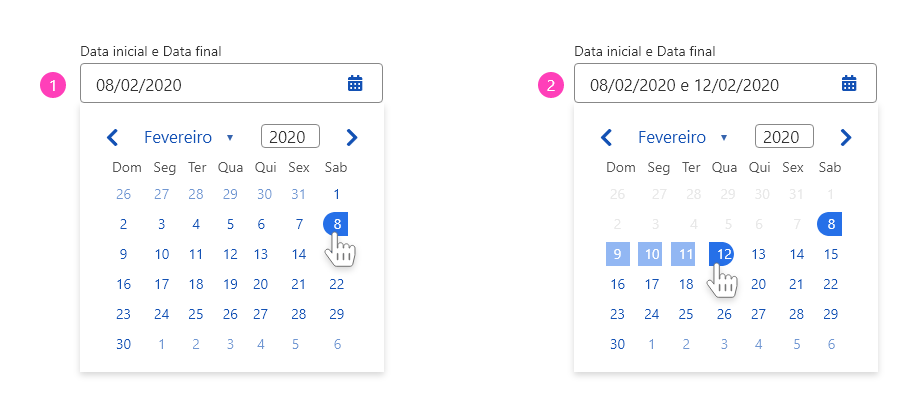 Data inicial e Data final
1
08/02/2020
Fevereiro 2020
Dom Seg Ter Qua Qui Sex Sab
26 27 28 29 30 31 1
2 3 4 5 6 7 8
9 10 11 12 13 14
16 17 18 19 20 21 22
23 24 25 26 27 28 29
30 1 2 3 4 5 6
Data inicial e Data final
2
08/02/2020 e 12/02/2020
Fevereiro 2020
Dom Seg Ter Qua Qui Sex Sab
26 27 28 29 30 31 1
2 3 4 5 6 7 8
9 10 11 12 13 14 15
16 17 18 20 21 22
23 24 25 26 27 28 29
30 1 2 3 4 5 6